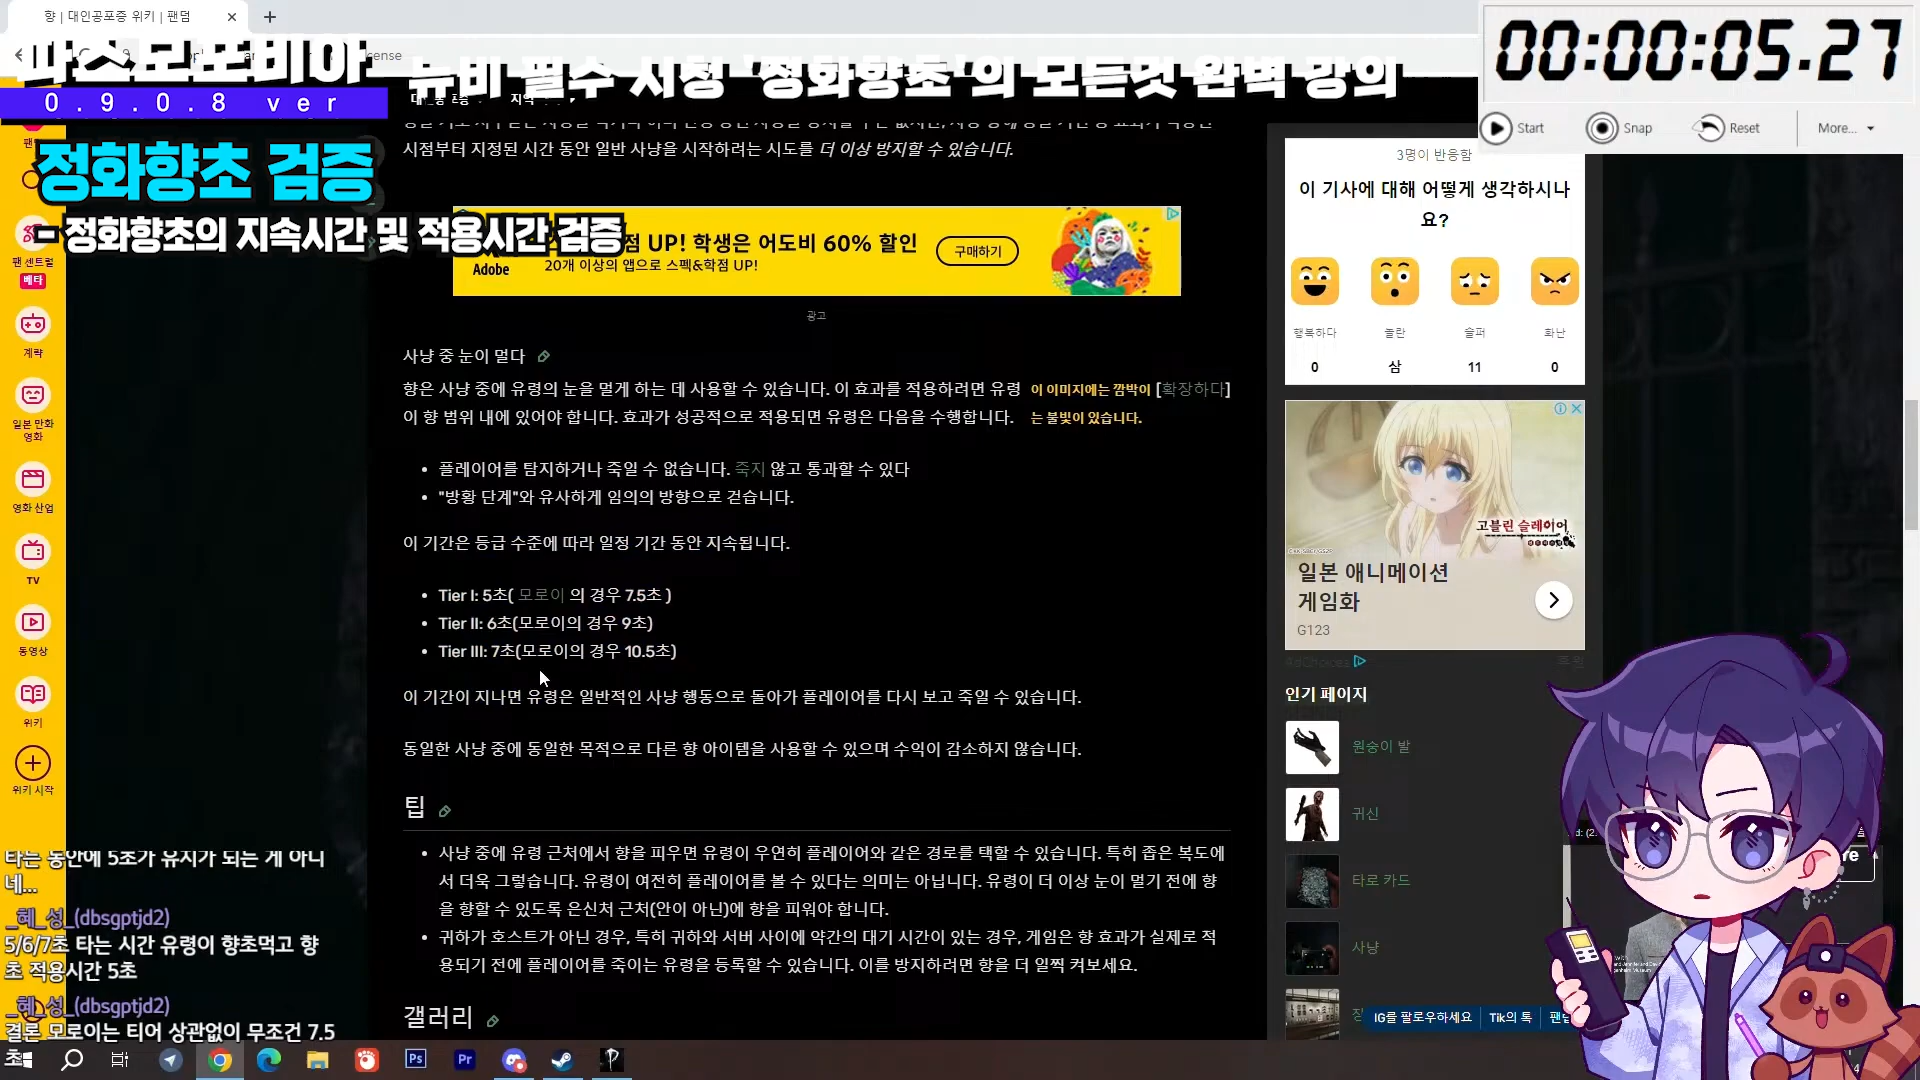 향 | 대인공포증 위키 | 팬덤
00:00:05.27
Start
Snap
Reset
More...
뉴비 필수 시청 '정화향초'의 모든것 완벽 강의
0.9.0.8 ver
정화향초 검증
- 정화향초의 지속시간 및 적용시간 검증
시점부터 지정된 시간 동안 일반 사냥을 시작하려는 시도를 더 이상 방지할 수 있습니다.
점 UP! 학생은 어도비 60% 할인
20개 이상의 앱으로 스펙&학점 UP!
Adobe
구매하기
광고
팬 센트럴
베타
계략
일본 만화
영화
영화 산업
TV
동영상
위키
위키 시작
사냥 중 눈이 멀다
향은 사냥 중에 유령의 눈을 멀게 하는 데 사용할 수 있습니다. 이 효과를 적용하려면 유령
이 향 범위 내에 있어야 합니다. 효과가 성공적으로 적용되면 유령은 다음을 수행합니다.
이 이미지에는 깜박이 [확장하다]
는 불빛이 있습니다.
플레이어를 탐지하거나 죽일 수 없습니다. 죽지 않고 통과할 수 있다
"방황 단계"와 유사하게 임의의 방향으로 걷습니다.
이 기간은 등급 수준에 따라 일정 기간 동안 지속됩니다.
Tier I: 5초( 모로이 의 경우 7.5초 )
Tier II: 6초(모로이의 경우 9초)
Tier III: 7초(모로이의 경우 10.5초)
이 기간이 지나면 유령은 일반적인 사냥 행동으로 돌아가 플레이어를 다시 보고 죽일 수 있습니다.
동일한 사냥 중에 동일한 목적으로 다른 향 아이템을 사용할 수 있으며 수익이 감소하지 않습니다.
팁
사냥 중에 유령 근처에서 향을 피우면 유령이 우연히 플레이어와 같은 경로를 택할 수 있습니다. 특히 좁은 복도에
서 더욱 그렇습니다. 유령이 여전히 플레이어를 볼 수 있다는 의미는 아닙니다. 유령이 더 이상 눈이 멀기 전에 향
을 향할 수 있도록 은신처 근처(안이 아닌)에 향을 피워야 합니다.
귀하가 호스트가 아닌 경우, 특히 귀하와 서버 사이에 약간의 대기 시간이 있는 경우, 게임은 향 효과가 실제로 적
용되기 전에 플레이어를 죽이는 유령을 등록할 수 있습니다. 이를 방지하려면 향을 더 일찍 켜보세요.
갤러리
3명이 반응함
이 기사에 대해 어떻게 생각하시나
요?
행복하다
놀란
슬퍼
화난
0
삼
11
0
고블린 슬레이어
일본 애니메이션
게임화
G123
AdChoices
후원
인기 페이지
원숭이 발
귀신
타로 카드
사냥
IG를 팔로우하세요
Tik의 톡
타는 동안에 5초가 유지가 되는 게 아니
네...
_혜_성_(dbsgptjd2)
5/6/7초 타는 시간 유령이 향초먹고 향
초 적용시간 5초
_혜_성_(dbsgptjd2)
결론 모로이는 티어 상관없이 무조건 7.5
초
Ps
Pr